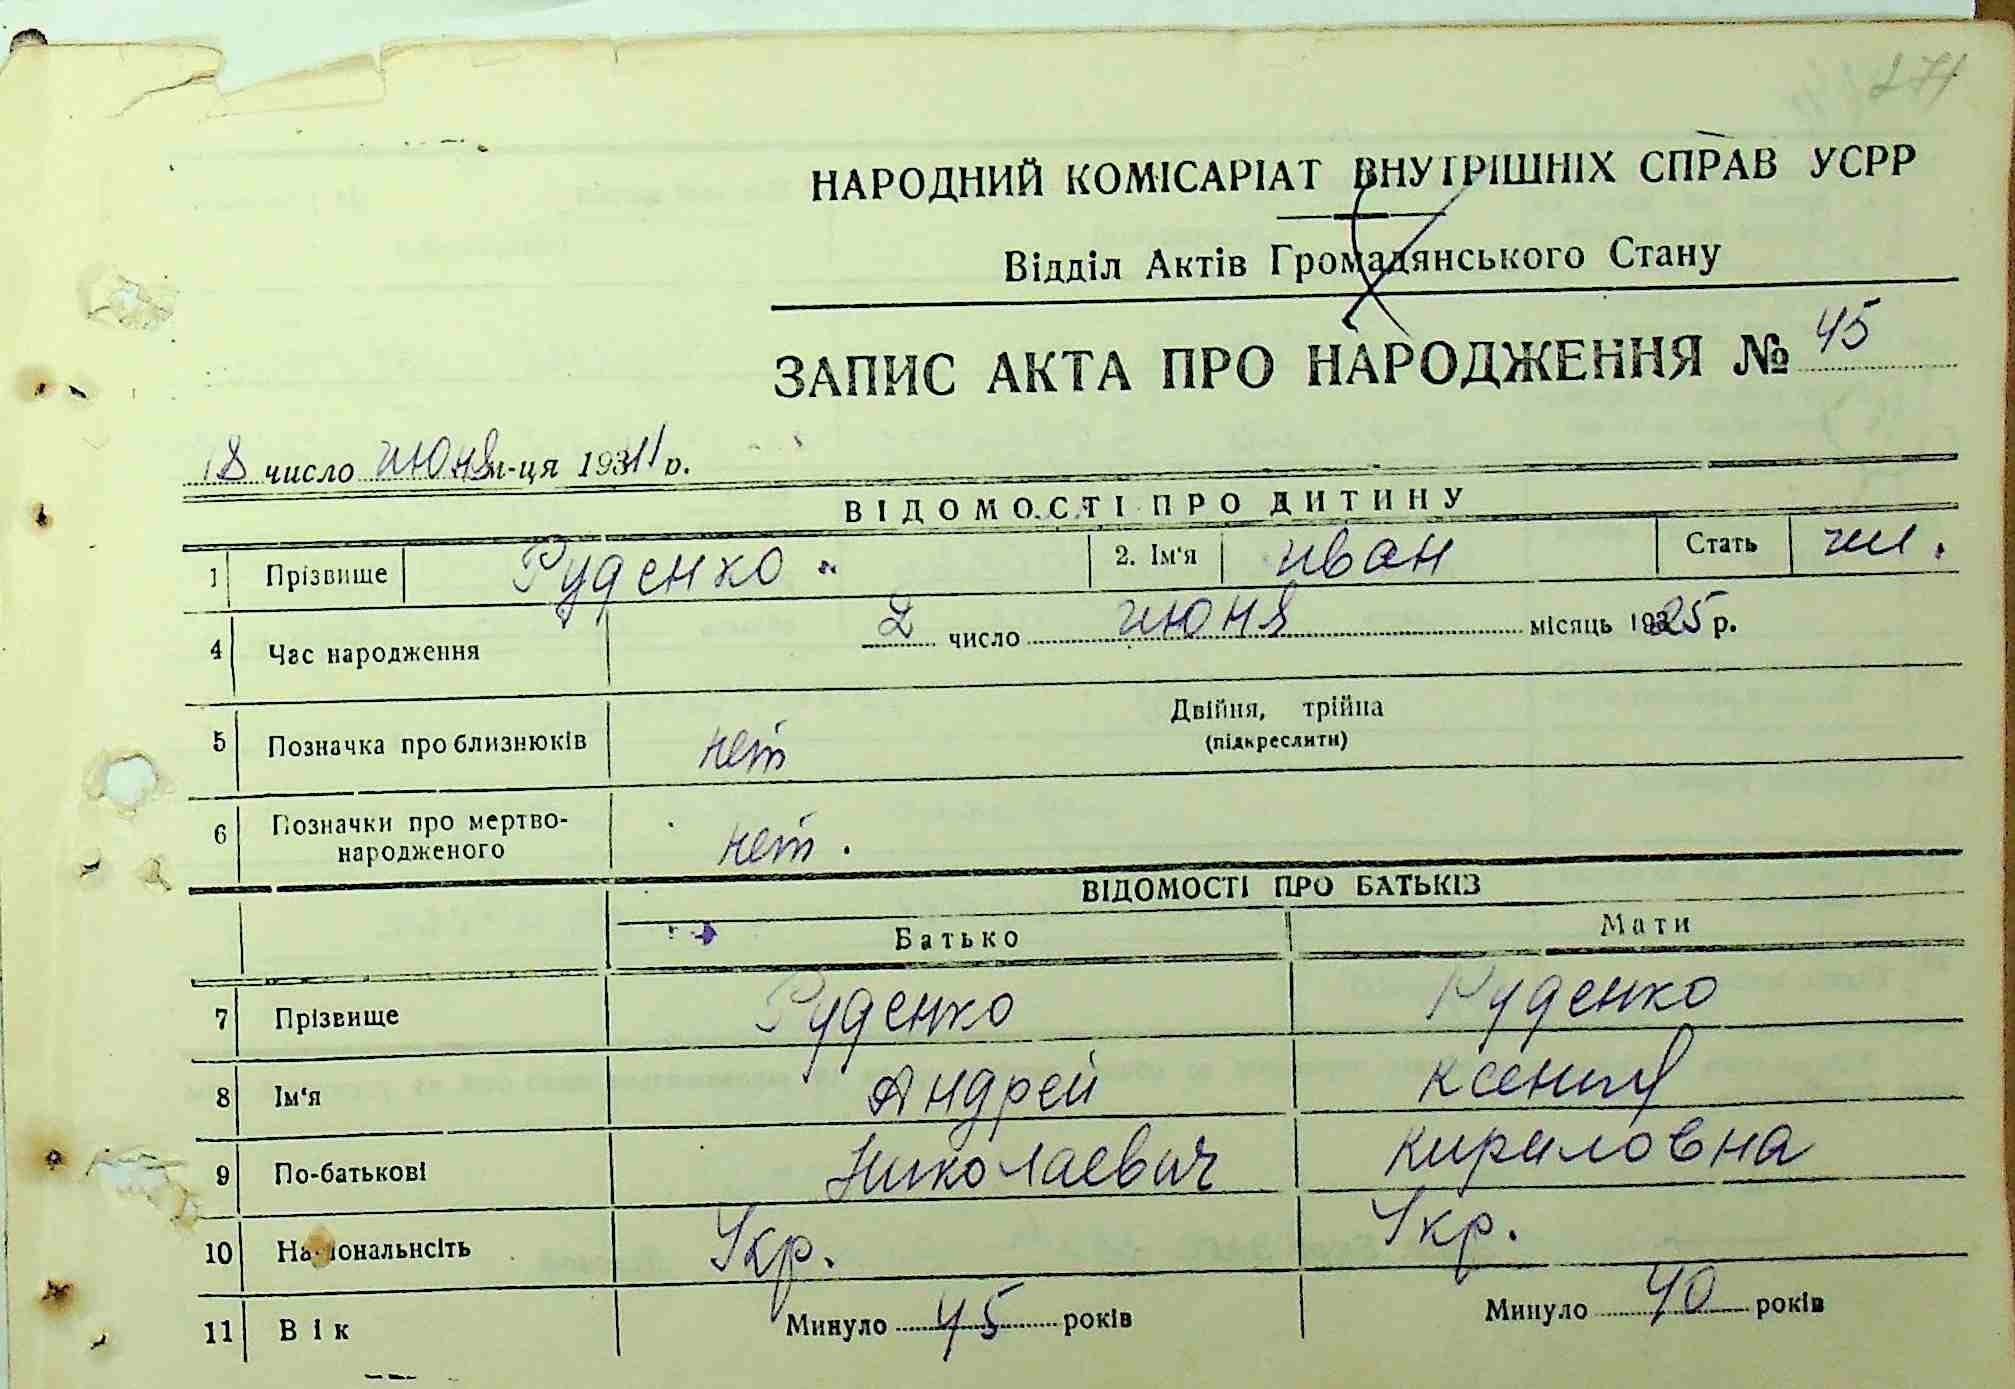 271
НАРОДНИЙ КОМІСАРІАТ ВНУТРІШНІХ СПРАВ УСРР
Відділ Актів Громадянського Стану
ЗАПИС АКТА ПРО НАРОДЖЕННЯ № 45
18 число июня м-ця 1941 р.
ВІДОМОСТІ ПРО ДИТИНУ
1 Прізвище Руденко 2. Ім'я иван Стать
4 Час народження 2 число июня місяць 1925 р.
Двійня, трійна
5 Позначка про близнюків нет (підкреслити)
6 Позначки про мертво-
народженого нет.
ВІДОМОСТІ ПРО БАТЬКІЗ
Батько Мати
7 Прізвище Руденко Руденко
8 Ім'я Андрей ксения
9 По-батькові Николаевич кириловна
10 Національнсіть Укр. Укр.
11 Вік Минуло 45 років Минуло 40 років